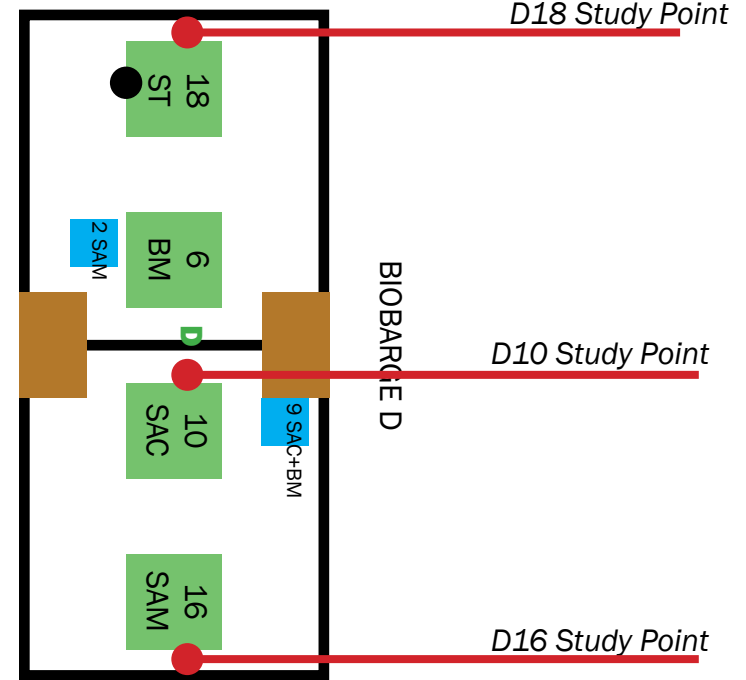 D18 Study Point
18
ST
2 SAM
6
BM
BIOBARGE D
D
D10 Study Point
10
SAC
9 SAC+BM
16
SAM
D16 Study Point